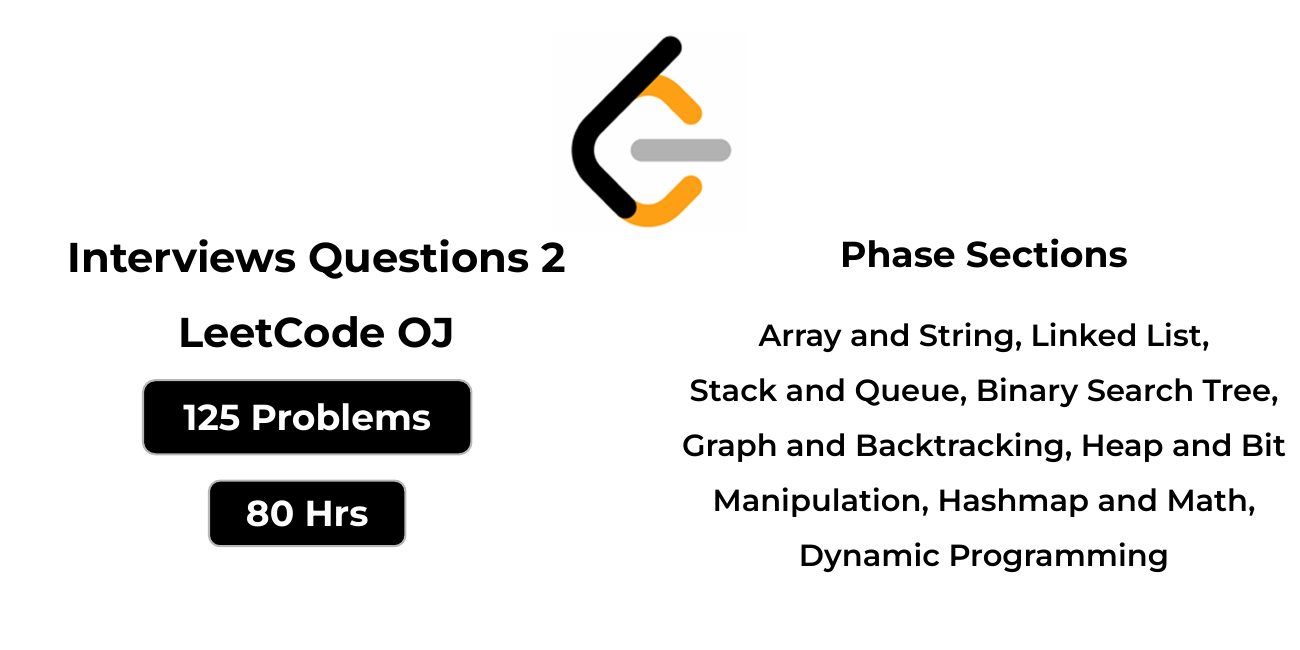 Interviews Questions 2
LeetCode OJ
125 Problems
80 Hrs
Phase Sections
Array and String, Linked List,
Stack and Queue, Binary Search Tree,
Graph and Backtracking, Heap and Bit
Manipulation, Hashmap and Math,
Dynamic Programming